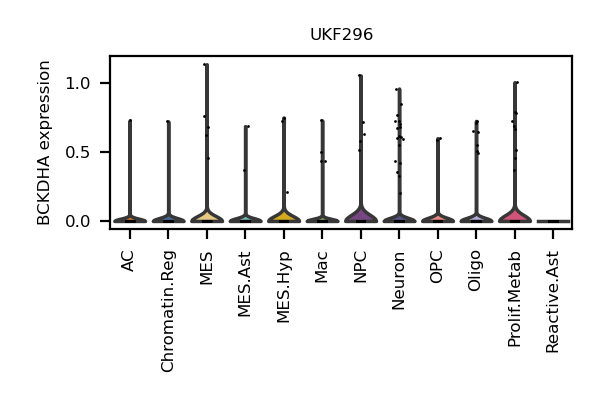 UKF296
BCKDHA expression
1.0
0.5
0.0
AC
Chromatin.Reg
MES
MES.Ast
MES.Hyp
Mac
NPC
Neuron
OPC
Oligo
Prolif.Metab
Reactive.Ast